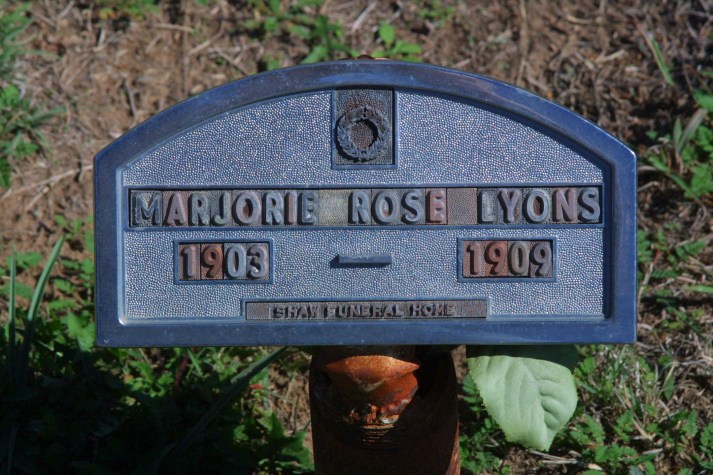 MARJORIE ROSE LYONS
1903 — 1909
SHAW FUNERAL HOME